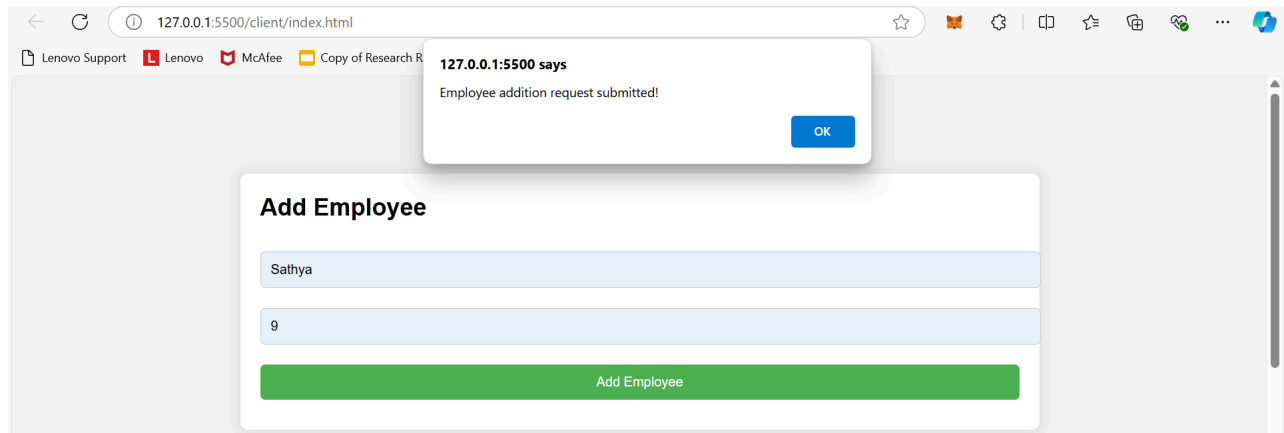 127.0.0.1:5500/client/index.html
Lenovo Support L Lenovo McAfee Copy of Research R
127.0.0.1:5500 says
Employee addition request submitted!
OK
Add Employee
Sathya
9
Add Employee